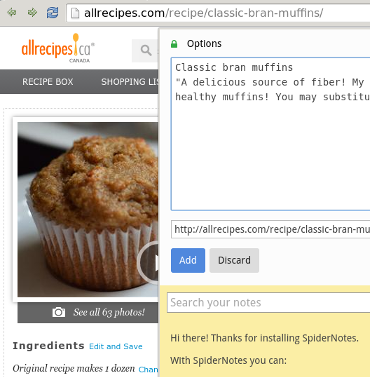 allrecipes.com/recipe/classic-bran-muffins/
allrecipes ca
CANADA
Options
RECIPE BOX SHOPPING LIS
Classic bran muffins
"A delicious source of fiber! My
healthy muffins! You may substitu
http://allrecipes.com/recipe/classic-bran-mu
Add Discard
See all 63 photos!
Search your notes
Ingredients Edit and Save
Original recipe makes 1 dozen Chan
Hi there! Thanks for installing SpiderNotes.
With SpiderNotes you can: